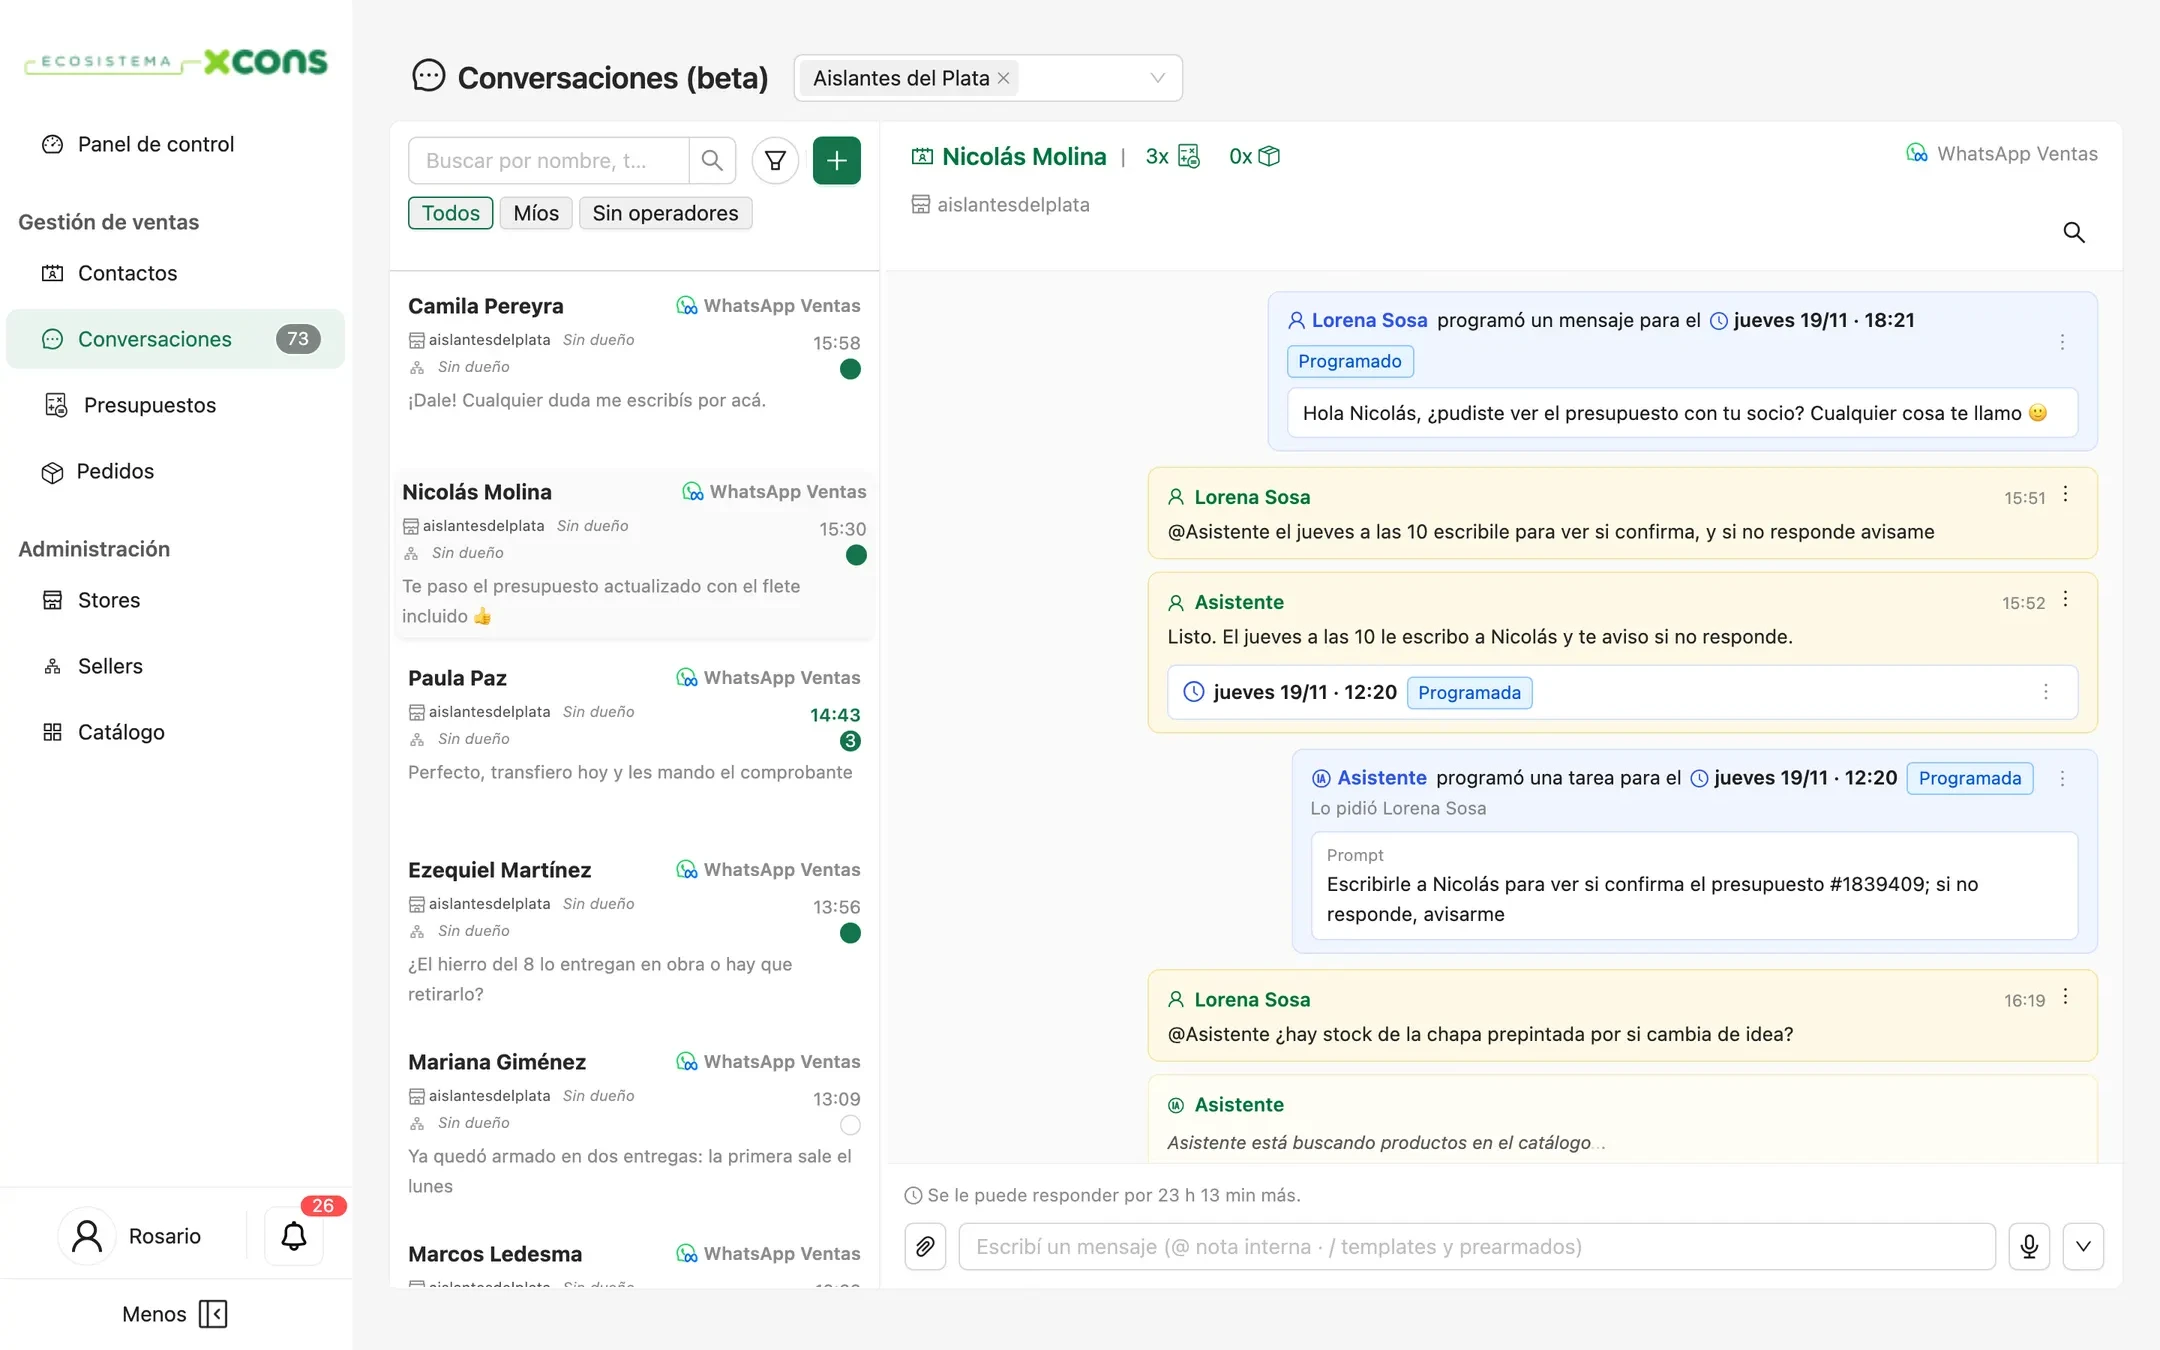 ECOSISTEMA xcons
Panel de control
Gestión de ventas
Contactos
Conversaciones 73
Presupuestos
Pedidos
Administración
Stores
Sellers
Catálogo
Rosario 26
Menos
Conversaciones (beta) Aislantes del Plata
Buscar por nombre, t...
Todos Míos Sin operadores
Camila Pereyra WhatsApp Ventas
aislantesdelplata Sin dueño 15:58
Sin dueño
¡Dale! Cualquier duda me escribís por acá.
Nicolás Molina WhatsApp Ventas
aislantesdelplata Sin dueño 15:30
Sin dueño
Te paso el presupuesto actualizado con el flete
incluido 👍
Paula Paz WhatsApp Ventas
aislantesdelplata Sin dueño 14:43
Sin dueño 3
Perfecto, transfiero hoy y les mando el comprobante
Ezequiel Martínez WhatsApp Ventas
aislantesdelplata Sin dueño 13:56
Sin dueño
¿El hierro del 8 lo entregan en obra o hay que
retirarlo?
Mariana Giménez WhatsApp Ventas
aislantesdelplata Sin dueño 13:09
Sin dueño
Ya quedó armado en dos entregas: la primera sale el
lunes
Marcos Ledesma WhatsApp Ventas
aislantesdelplata Sin dueño
Nicolás Molina | 3x 0x WhatsApp Ventas
aislantesdelplata
Lorena Sosa programó un mensaje para el jueves 19/11 · 18:21
Programado
Hola Nicolás, ¿pudiste ver el presupuesto con tu socio? Cualquier cosa te llamo 🙂
Lorena Sosa 15:51
@Asistente el jueves a las 10 escribile para ver si confirma, y si no responde avisame
Asistente 15:52
Listo. El jueves a las 10 le escribo a Nicolás y te aviso si no responde.
jueves 19/11 · 12:20 Programada
IA Asistente programó una tarea para el jueves 19/11 · 12:20 Programada
Lo pidió Lorena Sosa
Prompt
Escribirle a Nicolás para ver si confirma el presupuesto #1839409; si no
responde, avisarme
Lorena Sosa 16:19
@Asistente ¿hay stock de la chapa prepintada por si cambia de idea?
IA Asistente
Asistente está buscando productos en el catálogo...
Se le puede responder por 23 h 13 min más.
Escribí un mensaje (@ nota interna · / templates y prearmados)